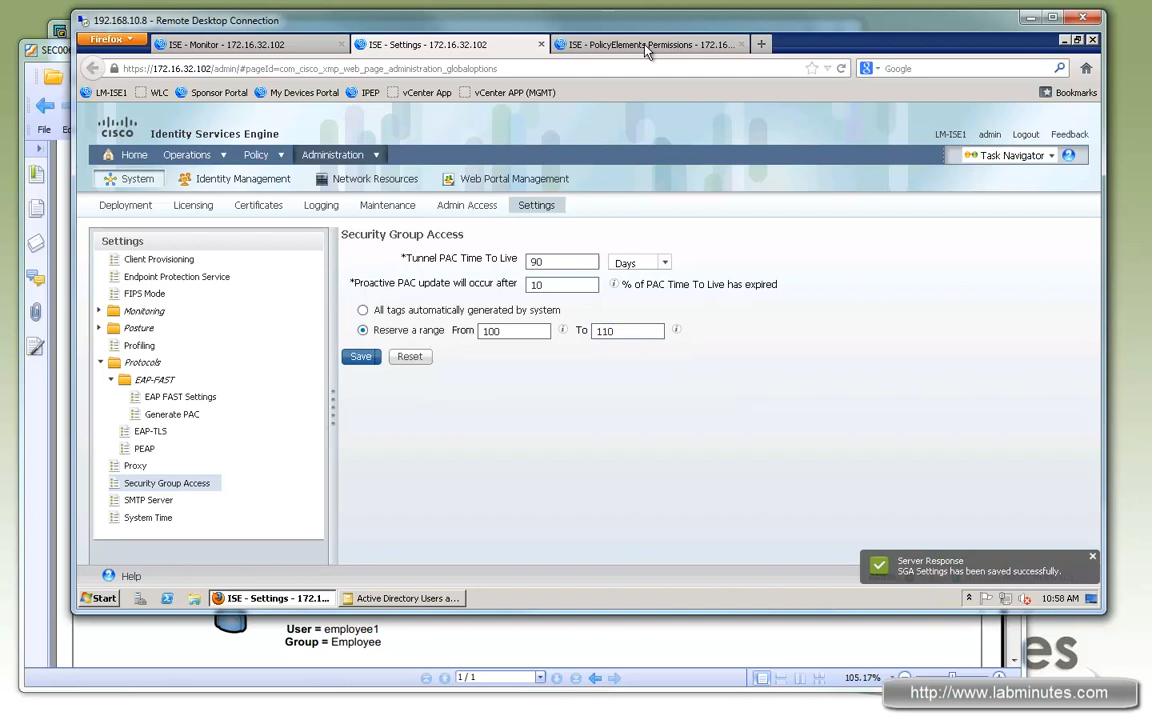 192.168.10.8 - Remote Desktop Connection
SEC00
Firefox
ISE - Monitor - 172.16.32.102
ISE - Settings - 172.16.32.102
ISE - PolicyElements Permissions - 172.16...
https://172.16.32.102/admin/#pageId=com_cisco_xmp_web_page_administration_globaloptions
Google
LM-ISE1
WLC
Sponsor Portal
My Devices Portal
IPEP
vCenter App
vCenter APP (MGMT)
Bookmarks
File
CISCO
Identity Services Engine
LM-ISE1 admin Logout Feedback
Home Operations Policy Administration
Task Navigator
System Identity Management Network Resources Web Portal Management
Deployment Licensing Certificates Logging Maintenance Admin Access Settings
Settings
Client Provisioning
Endpoint Protection Service
FIPS Mode
Monitoring
Posture
Profiling
Protocols
EAP-FAST
EAP FAST Settings
Generate PAC
EAP-TLS
PEAP
Proxy
Security Group Access
SMTP Server
System Time
Security Group Access
*Tunnel PAC Time To Live 90 Days
*Proactive PAC update will occur after 10 % of PAC Time To Live has expired
All tags automatically generated by system
Reserve a range From 100 To 110
Save Reset
Server Response
SGA Settings has been saved successfully.
Help
Start
ISE - Settings - 172.1...
Active Directory Users a...
10:58 AM
User = employee1
Group = Employee
es
1 / 1
105.17%
http://www.labminutes.com